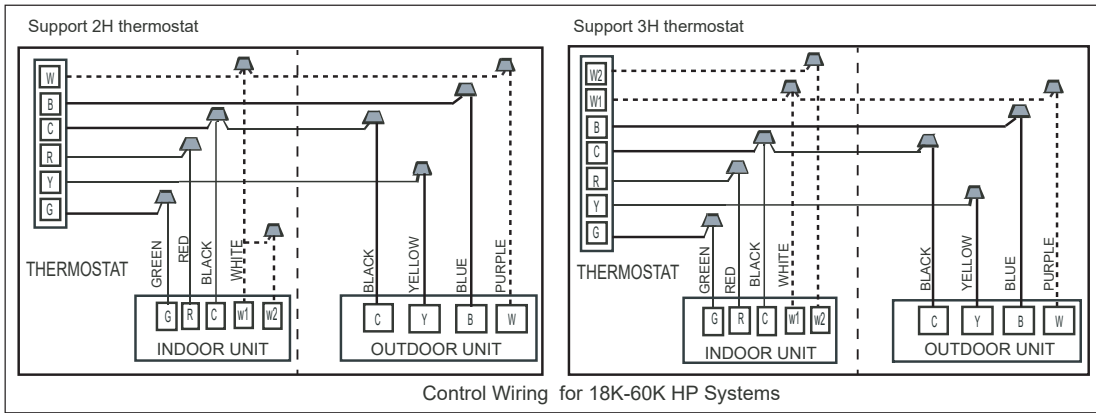 Support 2H thermostat
W
B
C
R
Y
G
THERMOSTAT
GREEN
RED
BLACK
WHITE
BLACK
YELLOW
BLUE
PURPLE
G R C w1 w2
INDOOR UNIT
C Y B W
OUTDOOR UNIT
Support 3H thermostat
W2
W1
B
C
R
Y
G
THERMOSTAT
GREEN
RED
BLACK
WHITE
BLACK
YELLOW
BLUE
PURPLE
G R C w1 w2
INDOOR UNIT
C Y B W
OUTDOOR UNIT
Control Wiring for 18K-60K HP Systems